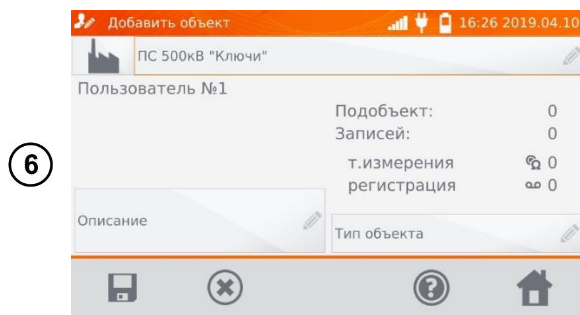 Добавить объект 16:26 2019.04.10
ПС 500кВ "Ключи"
Пользователь №1
Подобъект: 0
Записей: 0
6
т.измерения 0
регистрация 0
Описание
Тип объекта